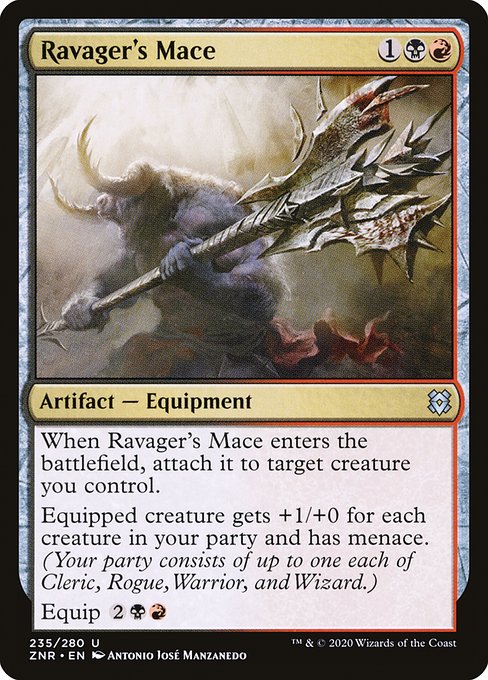 Ravager's Mace 1
Artifact — Equipment
When Ravager's Mace enters the
battlefield, attach it to target creature
you control.
Equipped creature gets +1/+0 for each
creature in your party and has menace.
(Your party consists of up to one each of
Cleric, Rogue, Warrior, and Wizard.)
Equip 2
235/280 U
ZNR • EN Antonio José Manzanedo
™ & © 2020 Wizards of the Coast